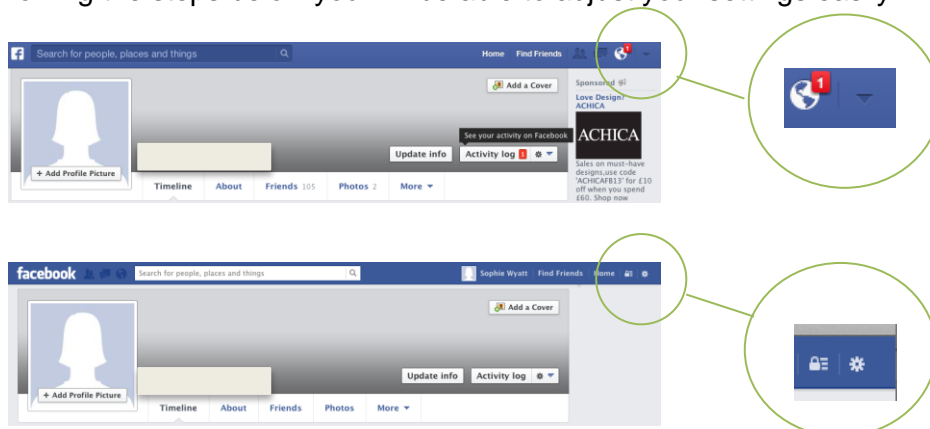 f Search for people, places and things Home Find Friends 1
Add a Cover
Sponsored
Love Design?
ACHICA
ACHICA
See your activity on Facebook
Update info Activity log 1
Sales on must-have
designs,use code
'ACHICAFB13' for £10
off when you spend
£60. Shop now
+ Add Profile Picture
Timeline About Friends 105 Photos 2 More
1
facebook Search for people, places and things Sophie Wyatt Find Friends Home
Add a Cover
Update info Activity log
+ Add Profile Picture
Timeline About Friends Photos More